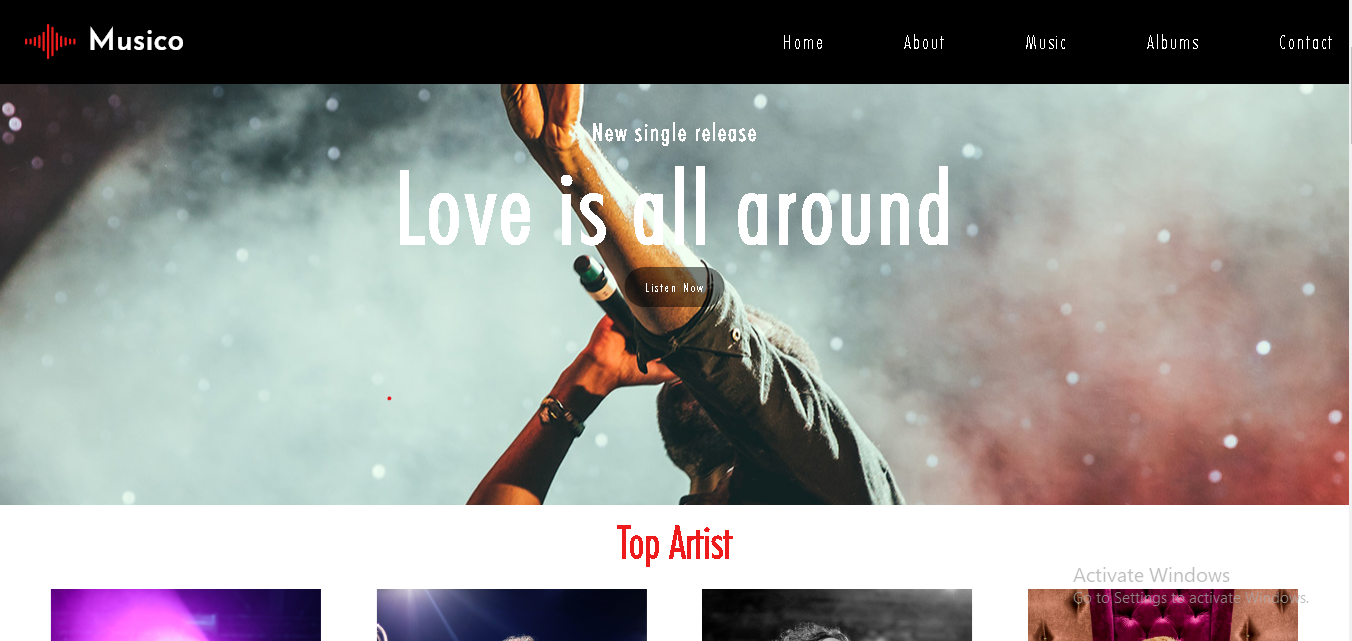 Musico
Home About Music Albums Contact
New single release
Love is all around
Listen Now
Top Artist
Activate Windows
Go to Settings to activate Windows.